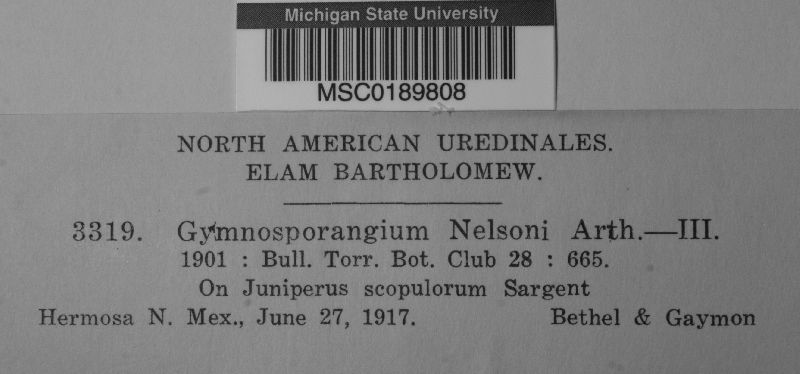 Michigan State University
MSC0189808
NORTH AMERICAN UREDINALES.
ELAM BARTHOLOMEW.
3319. Gymnosporangium Nelsoni Arth.—III.
1901 : Bull. Torr. Bot. Club 28 : 665.
On Juniperus scopulorum Sargent
Hermosa N. Mex., June 27, 1917. Bethel & Gaymon